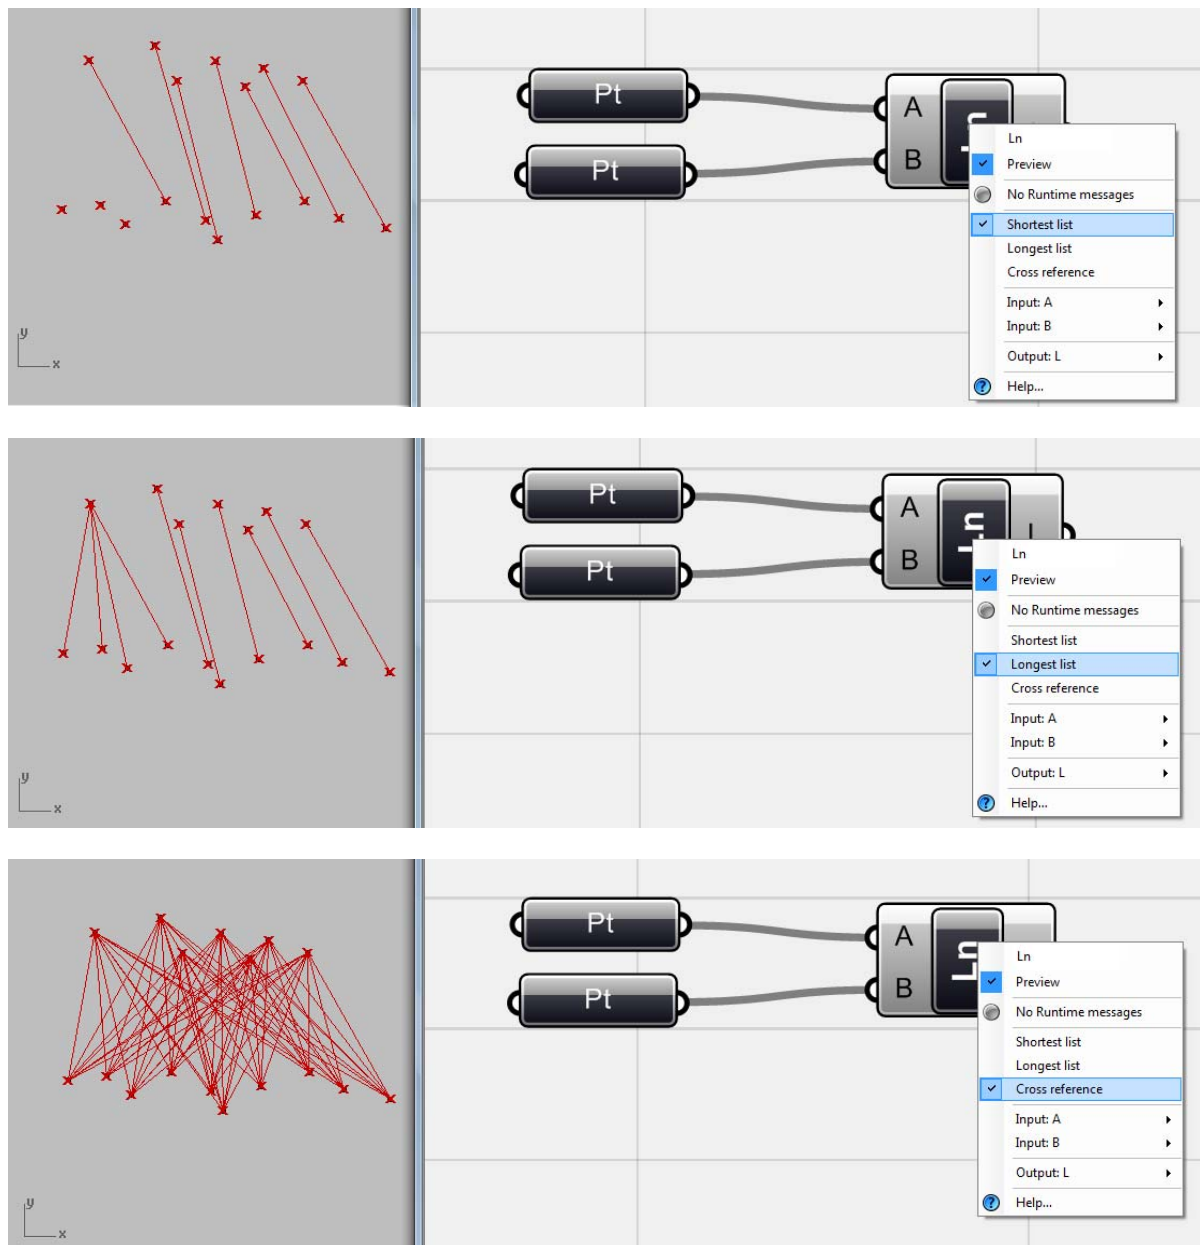 Pt
Pt
A
B
Ln
Ln
Preview
No Runtime messages
Shortest list
Longest list
Cross reference
Input: A
Input: B
Output: L
Help...
y
x
Pt
Pt
A
B
Ln
Ln
Preview
No Runtime messages
Shortest list
Longest list
Cross reference
Input: A
Input: B
Output: L
Help...
y
x
Pt
Pt
A
B
Ln
Ln
Preview
No Runtime messages
Shortest list
Longest list
Cross reference
Input: A
Input: B
Output: L
Help...
y
x